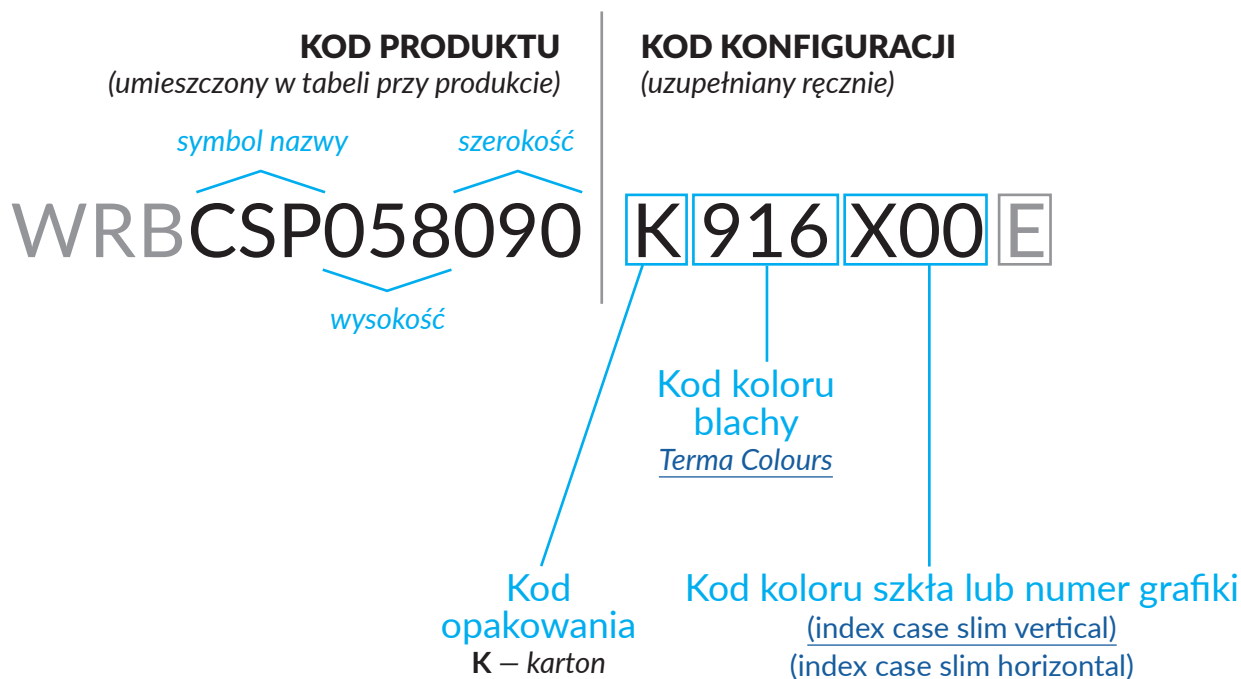 KOD PRODUKTU
(umieszczony w tabeli przy produkcie)
KOD KONFIGURACJI
(uzupełniany ręcznie)
symbol nazwy
szerokość
WRBCSP058090 K 916 X00 E
wysokość
Kod koloru
blachy
Terma Colours
Kod
opakowania
K – karton
Kod koloru szkła lub numer grafiki
(index case slim vertical)
(index case slim horizontal)